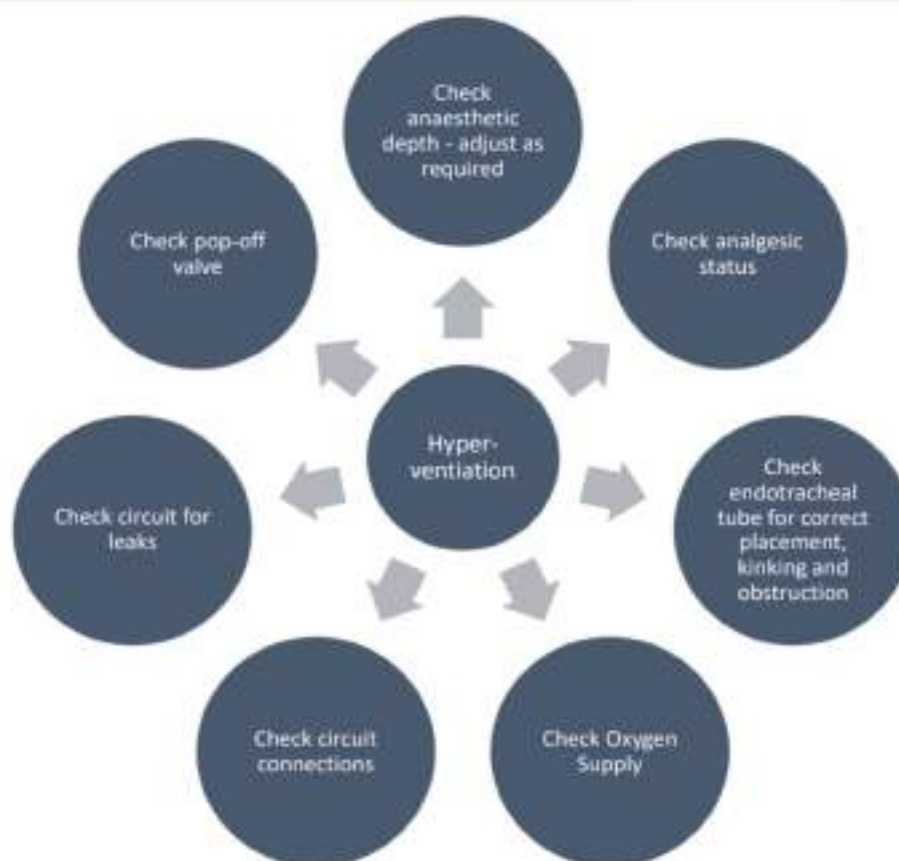 Check
anaesthetic
depth - adjust as
required
Check analgesic
status
Check
endotracheal
tube for correct
placement,
kinking and
obstruction
Check Oxygen
Supply
Check circuit
connections
Check circuit for
leaks
Check pop-off
valve
Hyper-
ventiation